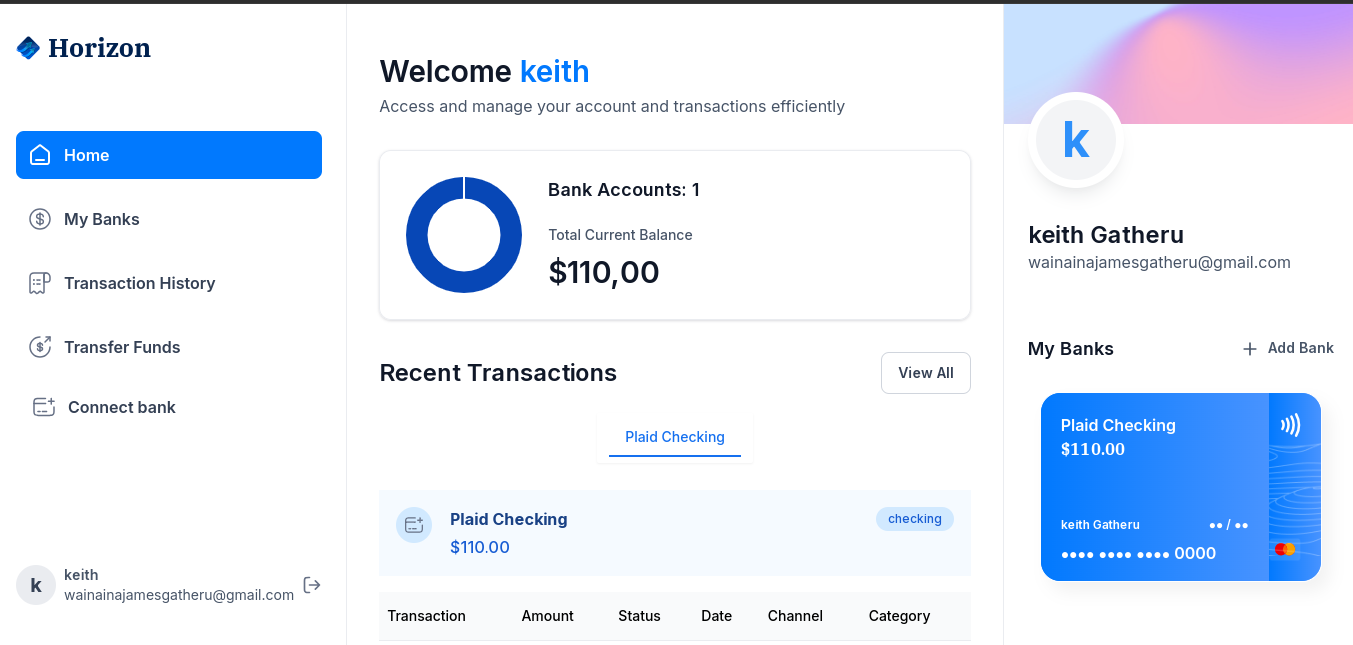 Horizon
Home
My Banks
Transaction History
Transfer Funds
Connect bank
k
keith
wainainajamesgatheru@gmail.com
Welcome keith
Access and manage your account and transactions efficiently
Bank Accounts: 1
Total Current Balance
$110,00
Recent Transactions
View All
Plaid Checking
Plaid Checking
checking
$110.00
Transaction Amount Status Date Channel Category
k
keith Gatheru
wainainajamesgatheru@gmail.com
My Banks
Add Bank
Plaid Checking
$110.00
keith Gatheru ●● / ●●
●●●● ●●●● ●●●● 0000